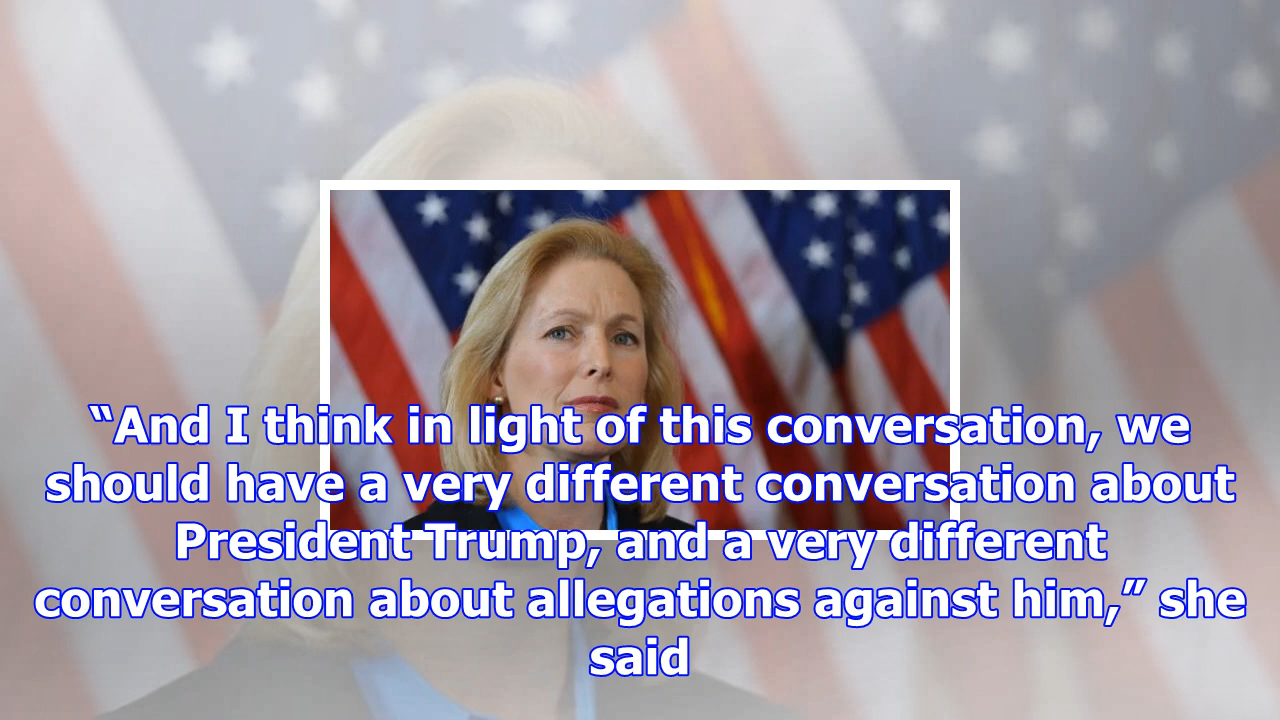 “And I think in light of this conversation, we
should have a very different conversation about
President Trump, and a very different
conversation about allegations against him,” she
said